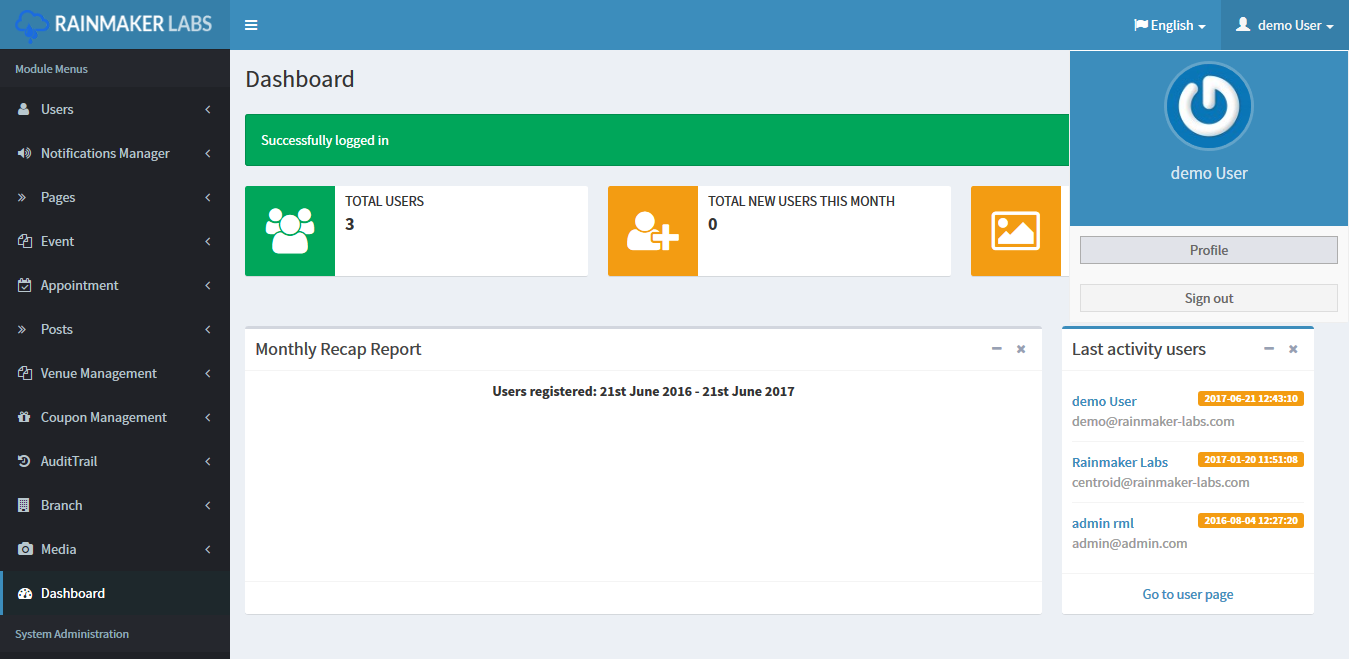 RAINMAKER LABS
English
demo User
Module Menus
Users
Notifications Manager
Pages
Event
Appointment
Posts
Venue Management
Coupon Management
AuditTrail
Branch
Media
Dashboard
System Administration
Dashboard
Successfully logged in
TOTAL USERS
3
TOTAL NEW USERS THIS MONTH
0
demo User
Profile
Sign out
Monthly Recap Report
Users registered: 21st June 2016 - 21st June 2017
Last activity users
demo User 2017-06-21 12:43:10
demo@rainmaker-labs.com
Rainmaker Labs 2017-01-20 11:51:08
centroid@rainmaker-labs.com
admin rml 2016-08-04 12:27:20
admin@admin.com
Go to user page